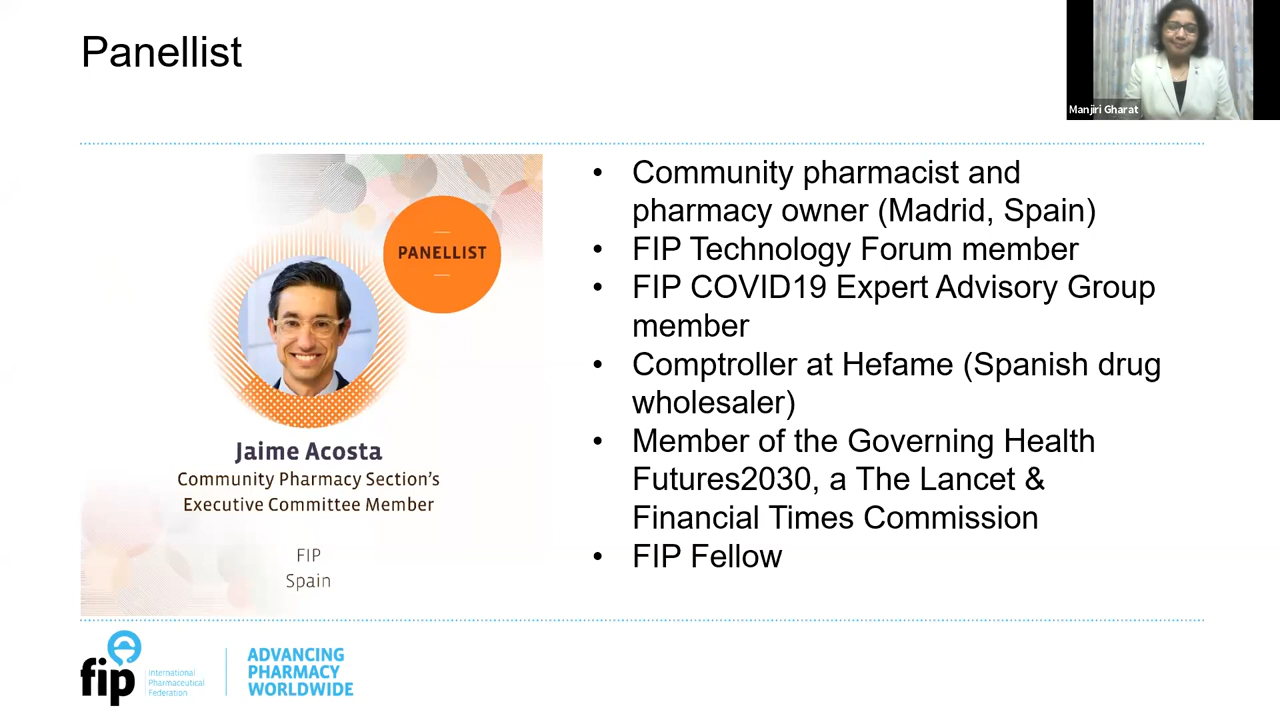 Panellist
Manjiri Gharat
PANELLIST
Jaime Acosta
Community Pharmacy Section's
Executive Committee Member
FIP
Spain
• Community pharmacist and
pharmacy owner (Madrid, Spain)
• FIP Technology Forum member
• FIP COVID19 Expert Advisory Group
member
• Comptroller at Hefame (Spanish drug
wholesaler)
• Member of the Governing Health
Futures2030, a The Lancet &
Financial Times Commission
• FIP Fellow
fip
International
Pharmaceutical
Federation
ADVANCING
PHARMACY
WORLDWIDE